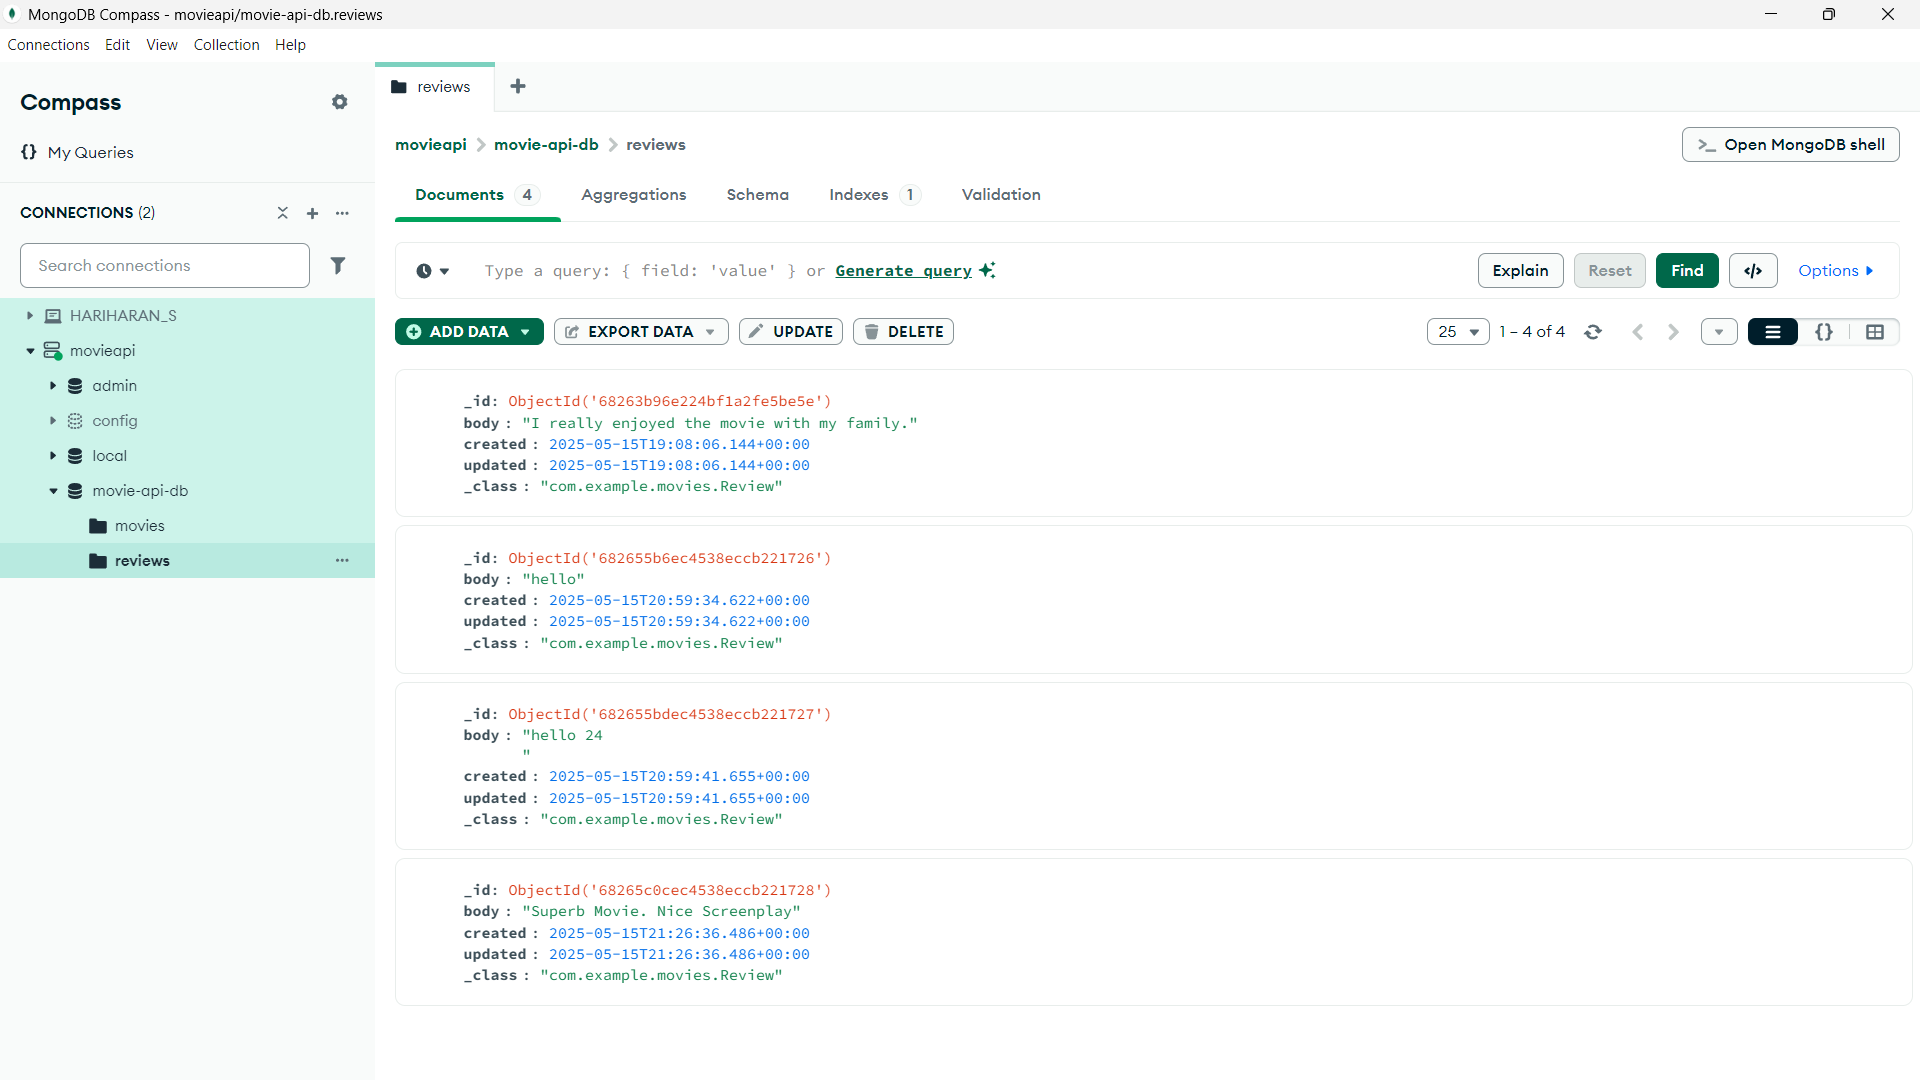 MongoDB Compass - movieapi/movie-api-db.reviews
Connections Edit View Collection Help
Compass
{} My Queries
CONNECTIONS (2)
Search connections
HARIHARAN_S
movieapi
admin
config
local
movie-api-db
movies
reviews
reviews
movieapi > movie-api-db > reviews
>_ Open MongoDB shell
Documents 4 Aggregations Schema Indexes 1 Validation
Type a query: { field: 'value' } or Generate query
Explain Reset Find </> Options
ADD DATA EXPORT DATA UPDATE DELETE
25 1 – 4 of 4 {}
_id: ObjectId('68263b96e224bf1a2fe5be5e')
body : "I really enjoyed the movie with my family."
created : 2025-05-15T19:08:06.144+00:00
updated : 2025-05-15T19:08:06.144+00:00
_class : "com.example.movies.Review"
_id: ObjectId('682655b6ec4538eccb221726')
body : "hello"
created : 2025-05-15T20:59:34.622+00:00
updated : 2025-05-15T20:59:34.622+00:00
_class : "com.example.movies.Review"
_id: ObjectId('682655bdec4538eccb221727')
body : "hello 24
"
created : 2025-05-15T20:59:41.655+00:00
updated : 2025-05-15T20:59:41.655+00:00
_class : "com.example.movies.Review"
_id: ObjectId('68265c0cec4538eccb221728')
body : "Superb Movie. Nice Screenplay"
created : 2025-05-15T21:26:36.486+00:00
updated : 2025-05-15T21:26:36.486+00:00
_class : "com.example.movies.Review"